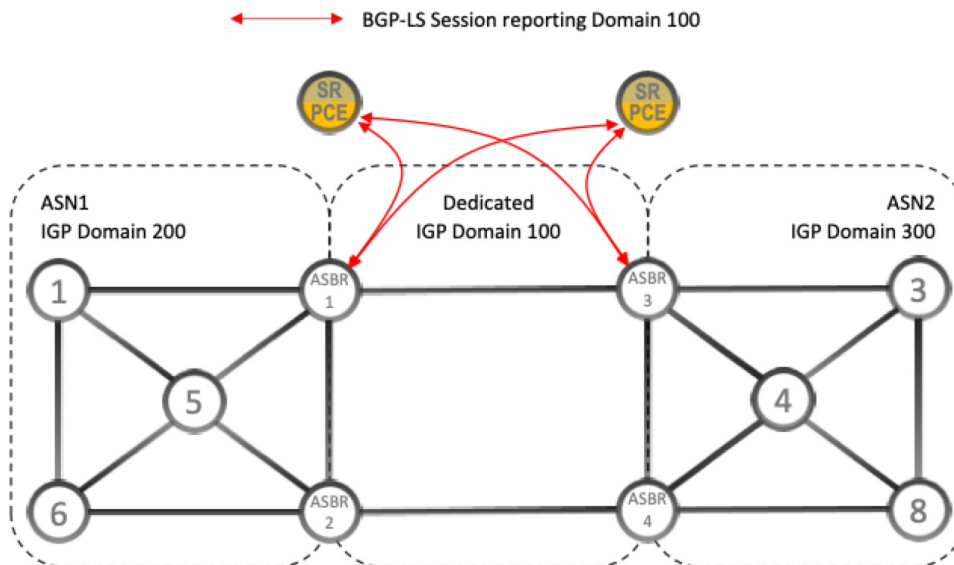 BGP-LS Session reporting Domain 100
SR
PCE
SR
PCE
ASN1
IGP Domain 200
Dedicated
IGP Domain 100
ASN2
IGP Domain 300
1
ASBR
1
ASBR
3
3
5
4
6
ASBR
2
ASBR
4
8